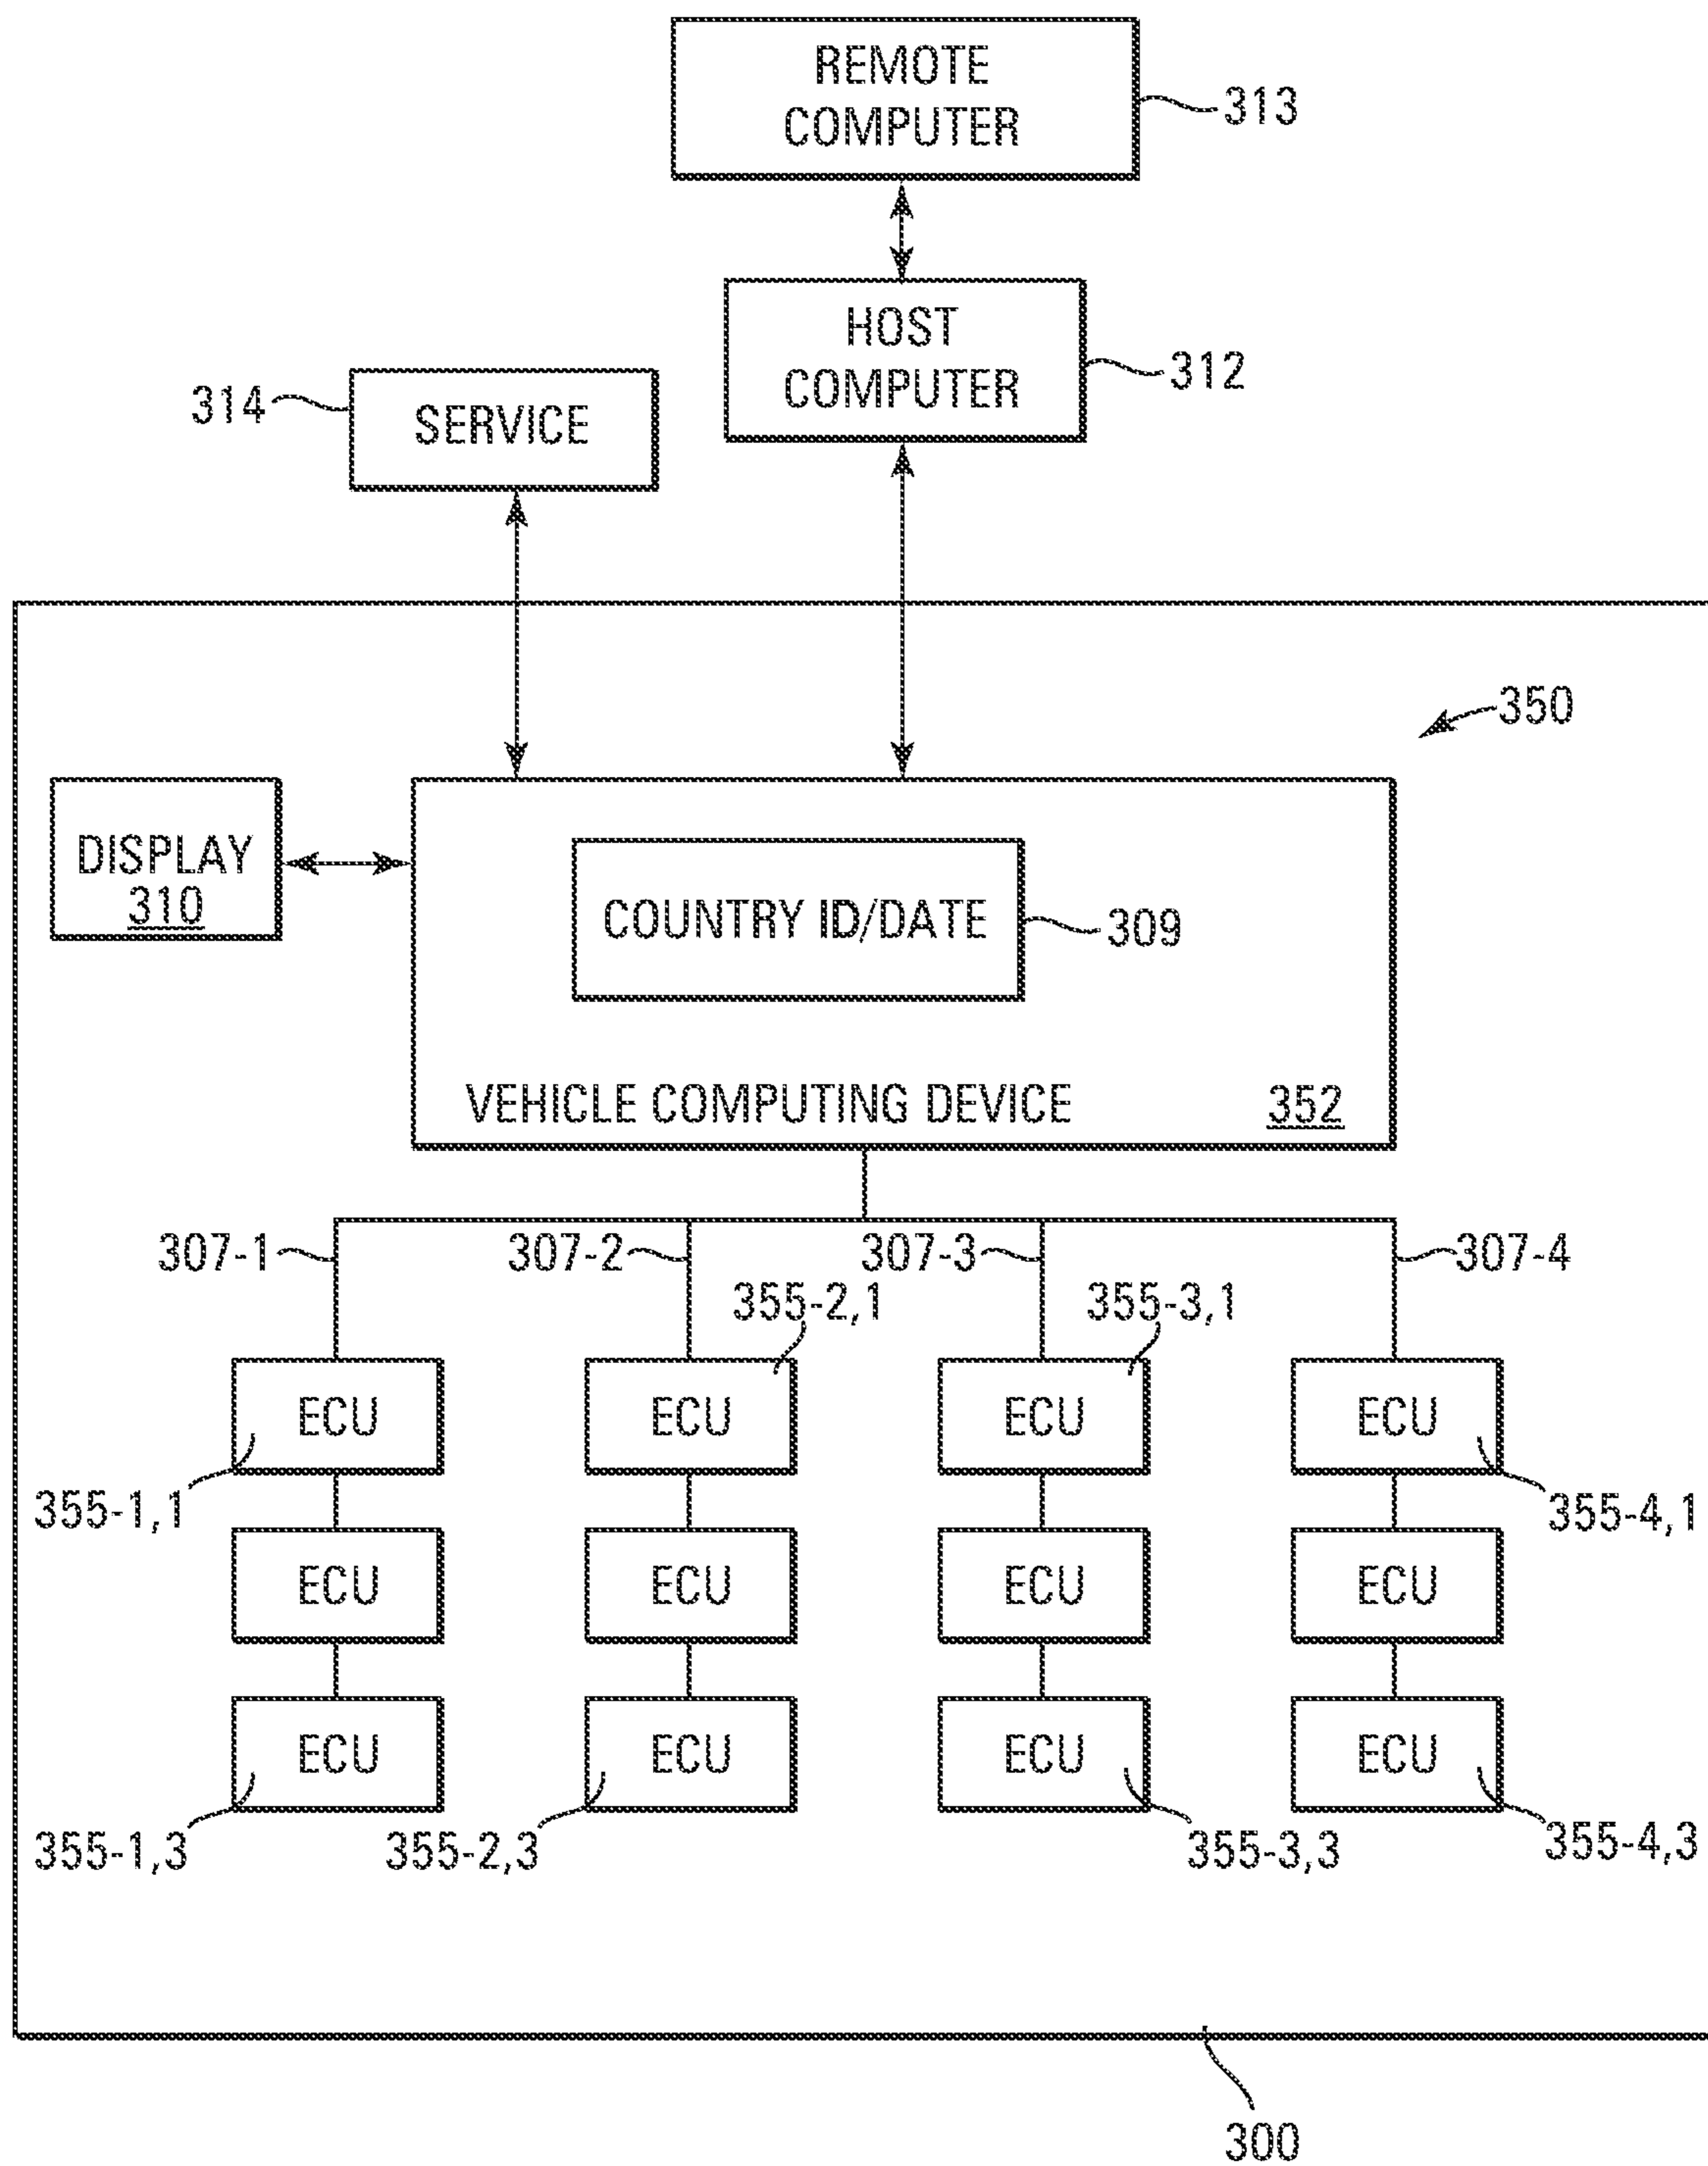 REMOTE
COMPUTER
313
HOST
COMPUTER
312
314
SERVICE
350
DISPLAY
310
COUNTRY ID/DATE
309
VEHICLE COMPUTING DEVICE 352
307-1
307-2
307-3
307-4
355-2,1
355-3,1
ECU
ECU
ECU
ECU
355-1,1
355-4,1
ECU
ECU
ECU
ECU
ECU
ECU
ECU
ECU
355-1,3
355-2,3
355-3,3
355-4,3
300